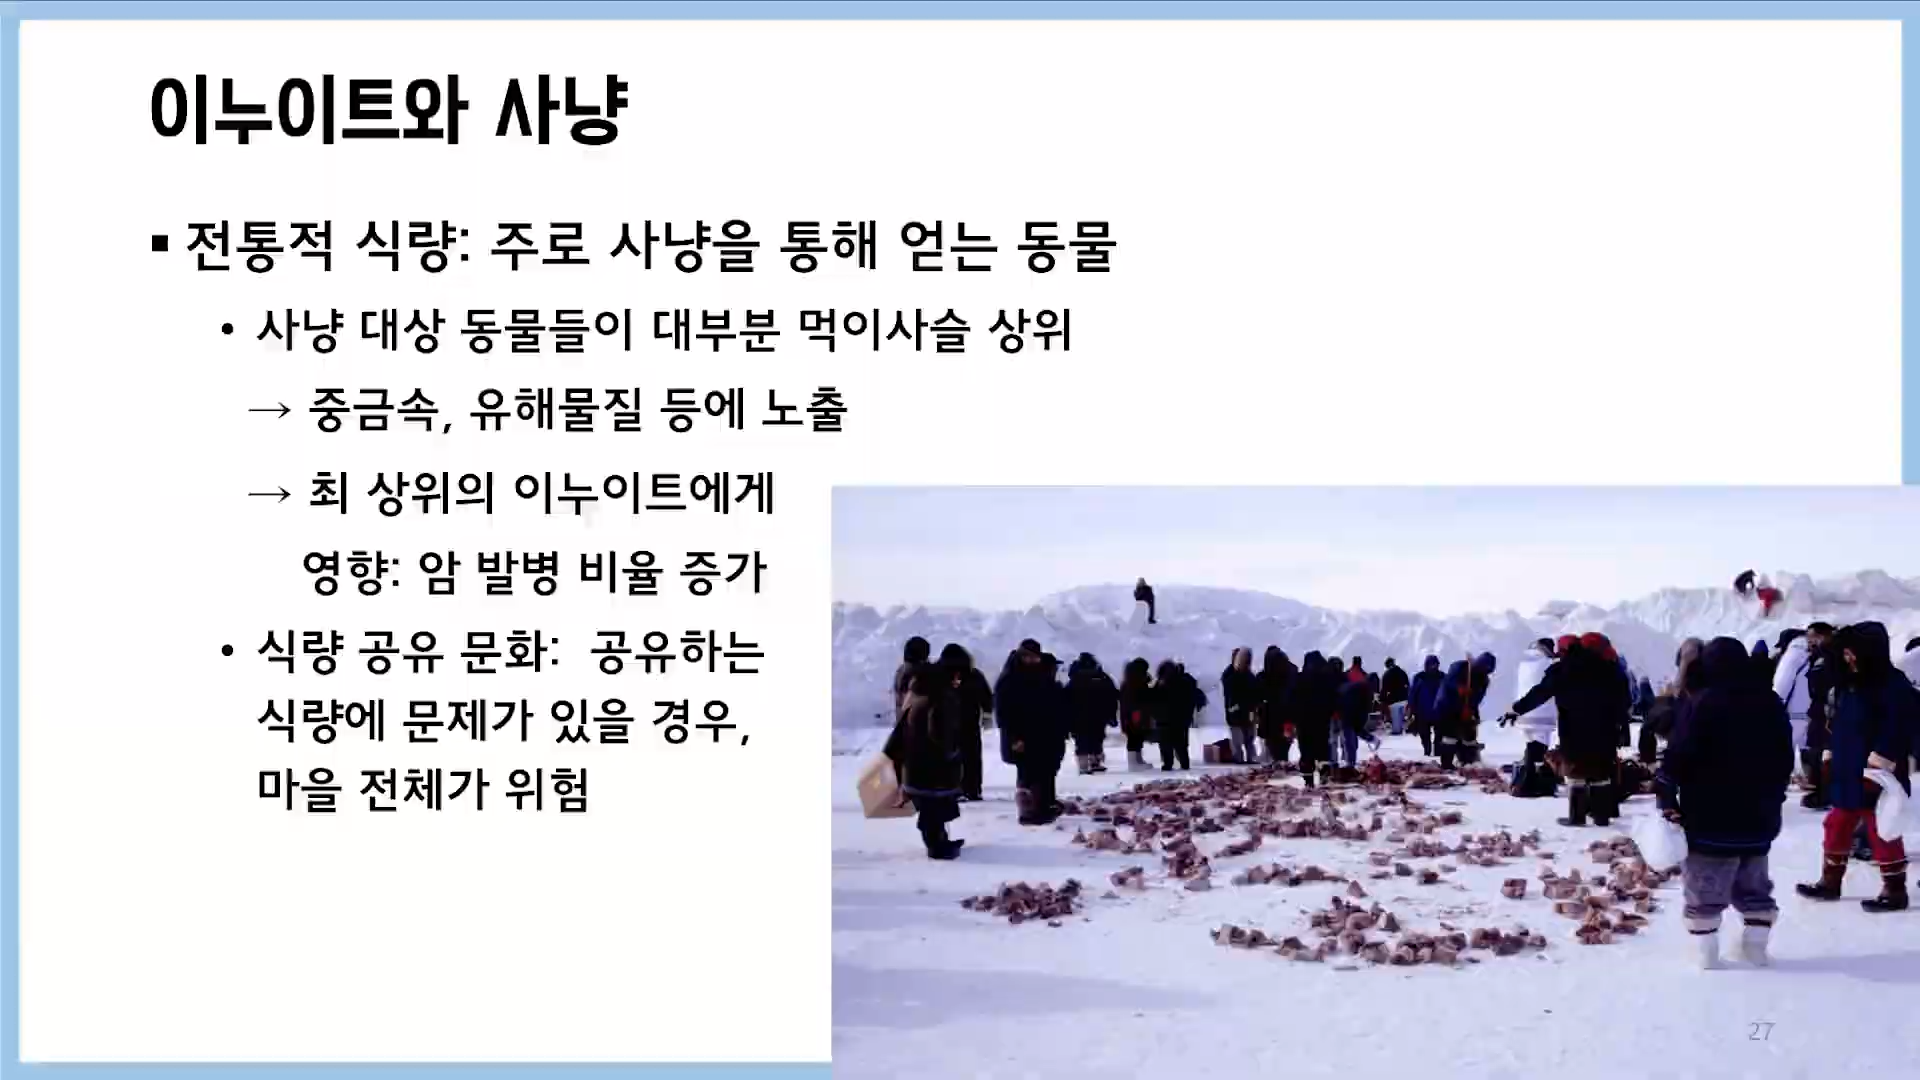 이누이트와 사냥
▪ 전통적 식량: 주로 사냥을 통해 얻는 동물
• 사냥 대상 동물들이 대부분 먹이사슬 상위
→ 중금속, 유해물질 등에 노출
→ 최 상위의 이누이트에게
영향: 암 발병 비율 증가
• 식량 공유 문화: 공유하는
식량에 문제가 있을 경우,
마을 전체가 위험
27